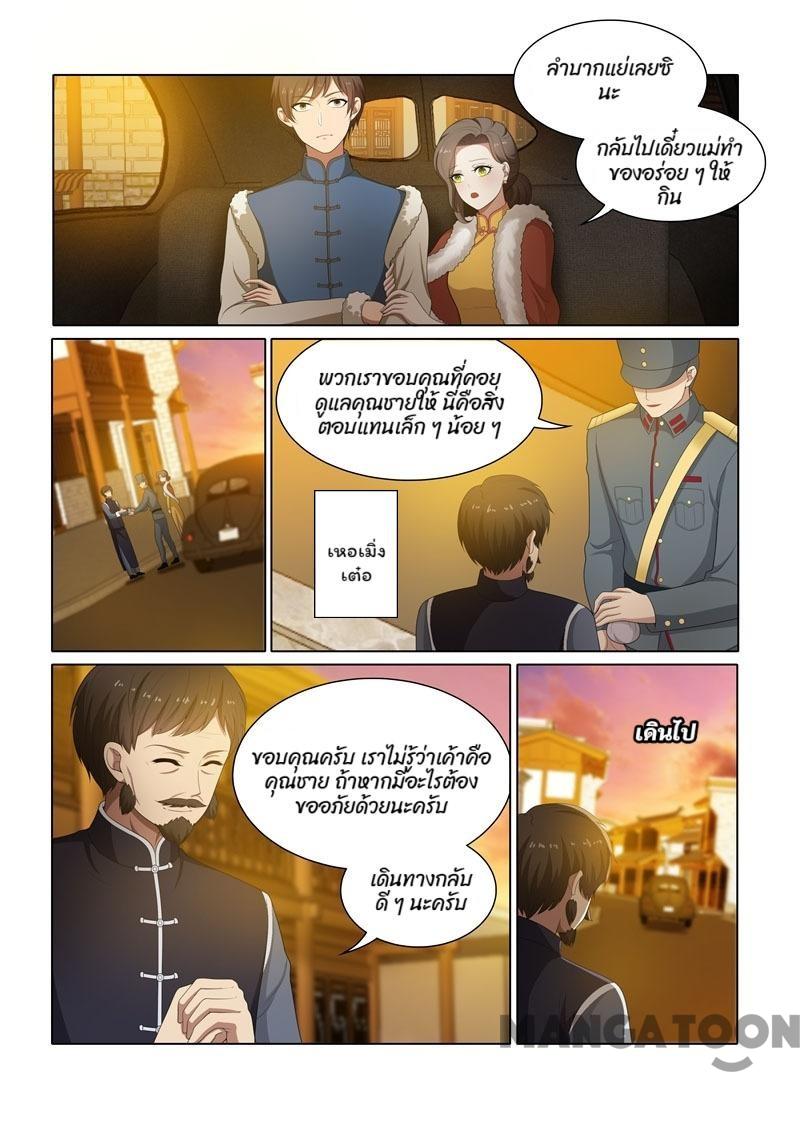 ลำบากแย่เลยซิ
นะ
กลับไปเดี๋ยวแม่ทำ
ของอร่อย ๆ ให้
กิน
พวกเราขอบคุณที่คอย
ดูแลคุณชายให้ นี่คือสิ่ง
ตอบแทนเล็ก ๆ น้อย ๆ
เหอเมิ่ง
เต๋อ
ขอบคุณครับ เราไม่รู้ว่าเค้าคือ
คุณชาย ถ้าหากมีอะไรต้อง
ขออภัยด้วยนะครับ
เดินทางกลับ
ดี ๆ นะครับ
เดินไป
MANGATOON